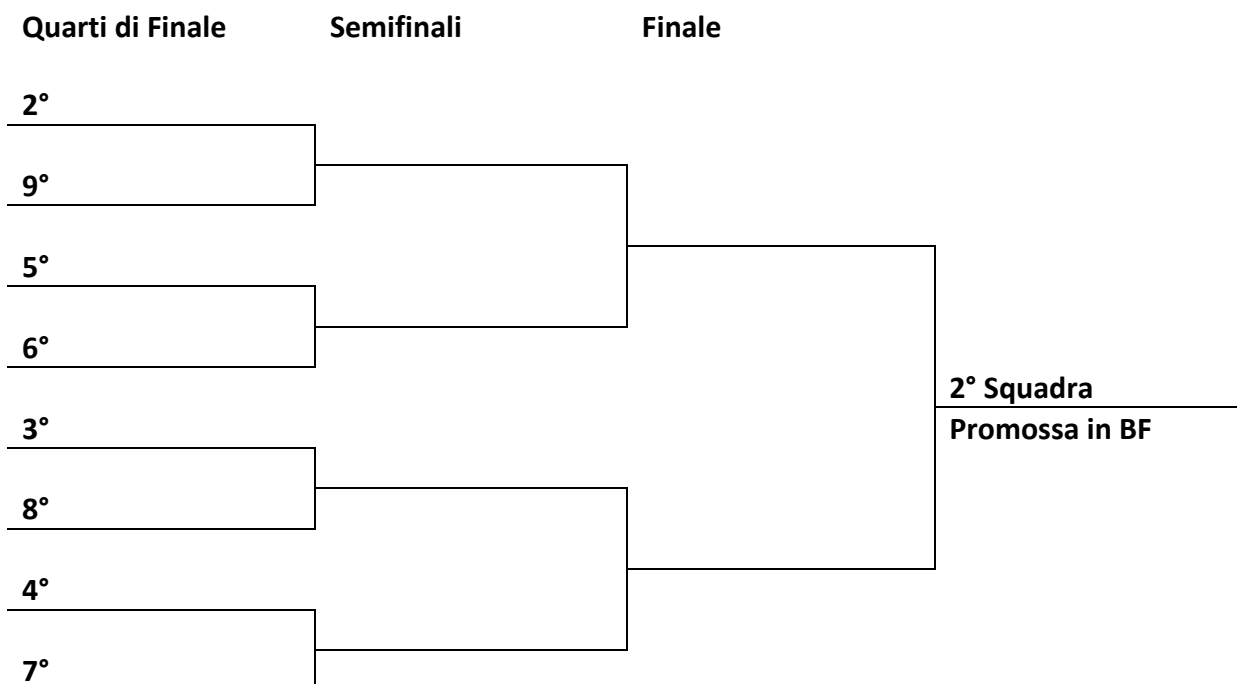 Quarti di Finale Semifinali Finale
2°
9°
5°
6°
2° Squadra
Promossa in BF
3°
8°
4°
7°